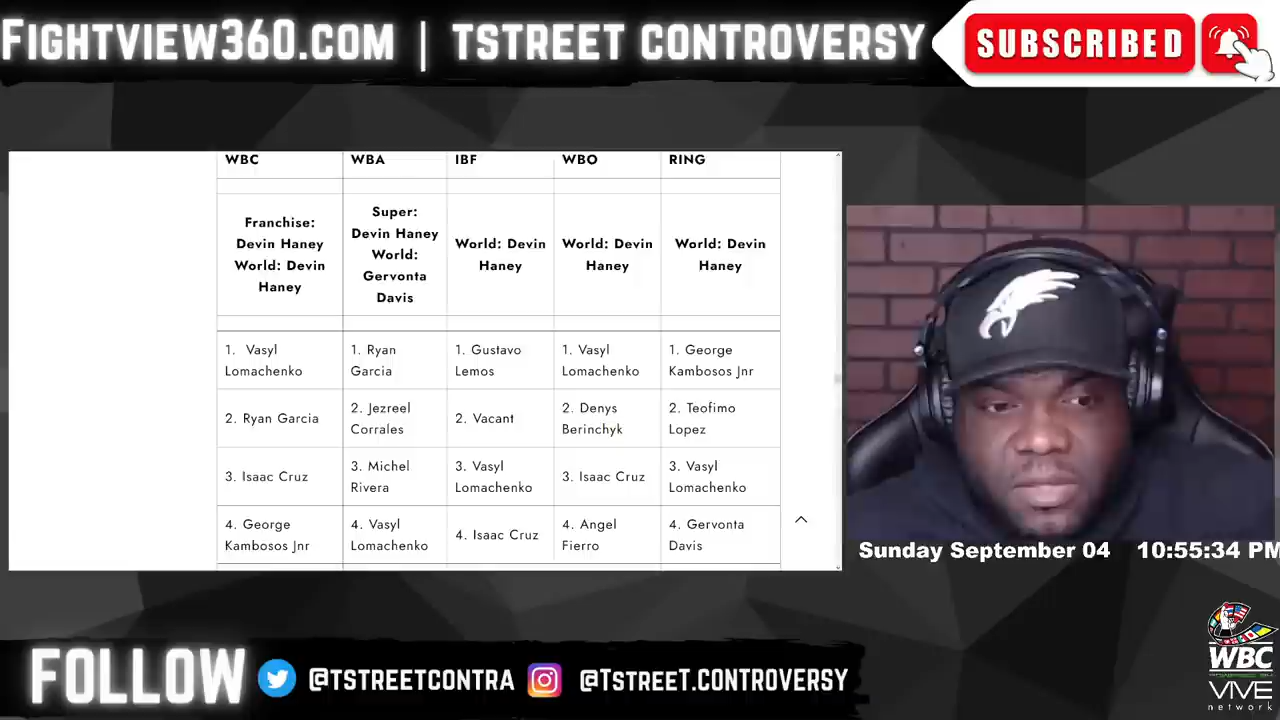 FIGHTVIEW360.COM | TSTREET CONTROVERSY
SUBSCRIBED
WBC WBA IBF WBO RING
Franchise: Devin Haney World: Devin Haney
Super: Devin Haney World: Gervonta Davis
World: Devin Haney
World: Devin Haney
World: Devin Haney
1. Vasyl Lomachenko
1. Ryan Garcia
1. Gustavo Lemos
1. Vasyl Lomachenko
1. George Kambosos Jnr
2. Ryan Garcia
2. Jezreel Corrales
2. Vacant
2. Denys Berinchyk
2. Teofimo Lopez
3. Isaac Cruz
3. Michel Rivera
3. Vasyl Lomachenko
3. Isaac Cruz
3. Vasyl Lomachenko
4. George Kambosos Jnr
4. Vasyl Lomachenko
4. Isaac Cruz
4. Angel Fierro
4. Gervonta Davis
Sunday September 04 10:55:34 PM
FOLLOW @TSTREETCONTRA @TSTREET.CONTROVERSY
WBC
VIVE
network